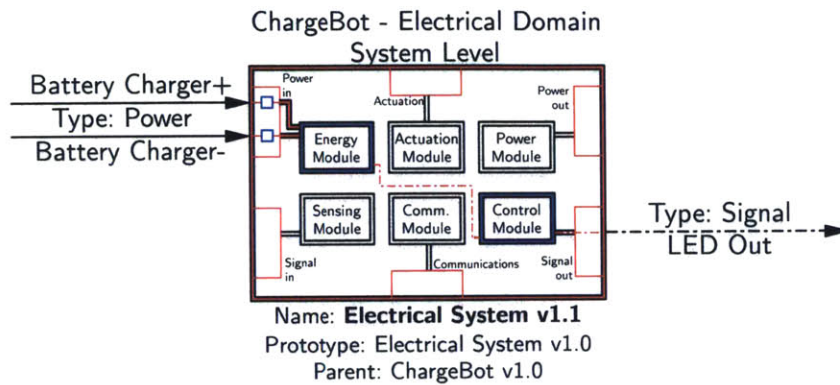 ChargeBot - Electrical Domain
System Level
Battery Charger+
Type: Power
Battery Charger-
Power
in
Actuation
Power
out
Energy
Module
Actuation
Module
Power Module
Sensing
Module
Comm.
Module
Control
Module
Signal
in
Communications
Signal
out
Type: Signal
LED Out
Name: Electrical System v1.1
Prototype: Electrical System v1.0
Parent: ChargeBot v1.0